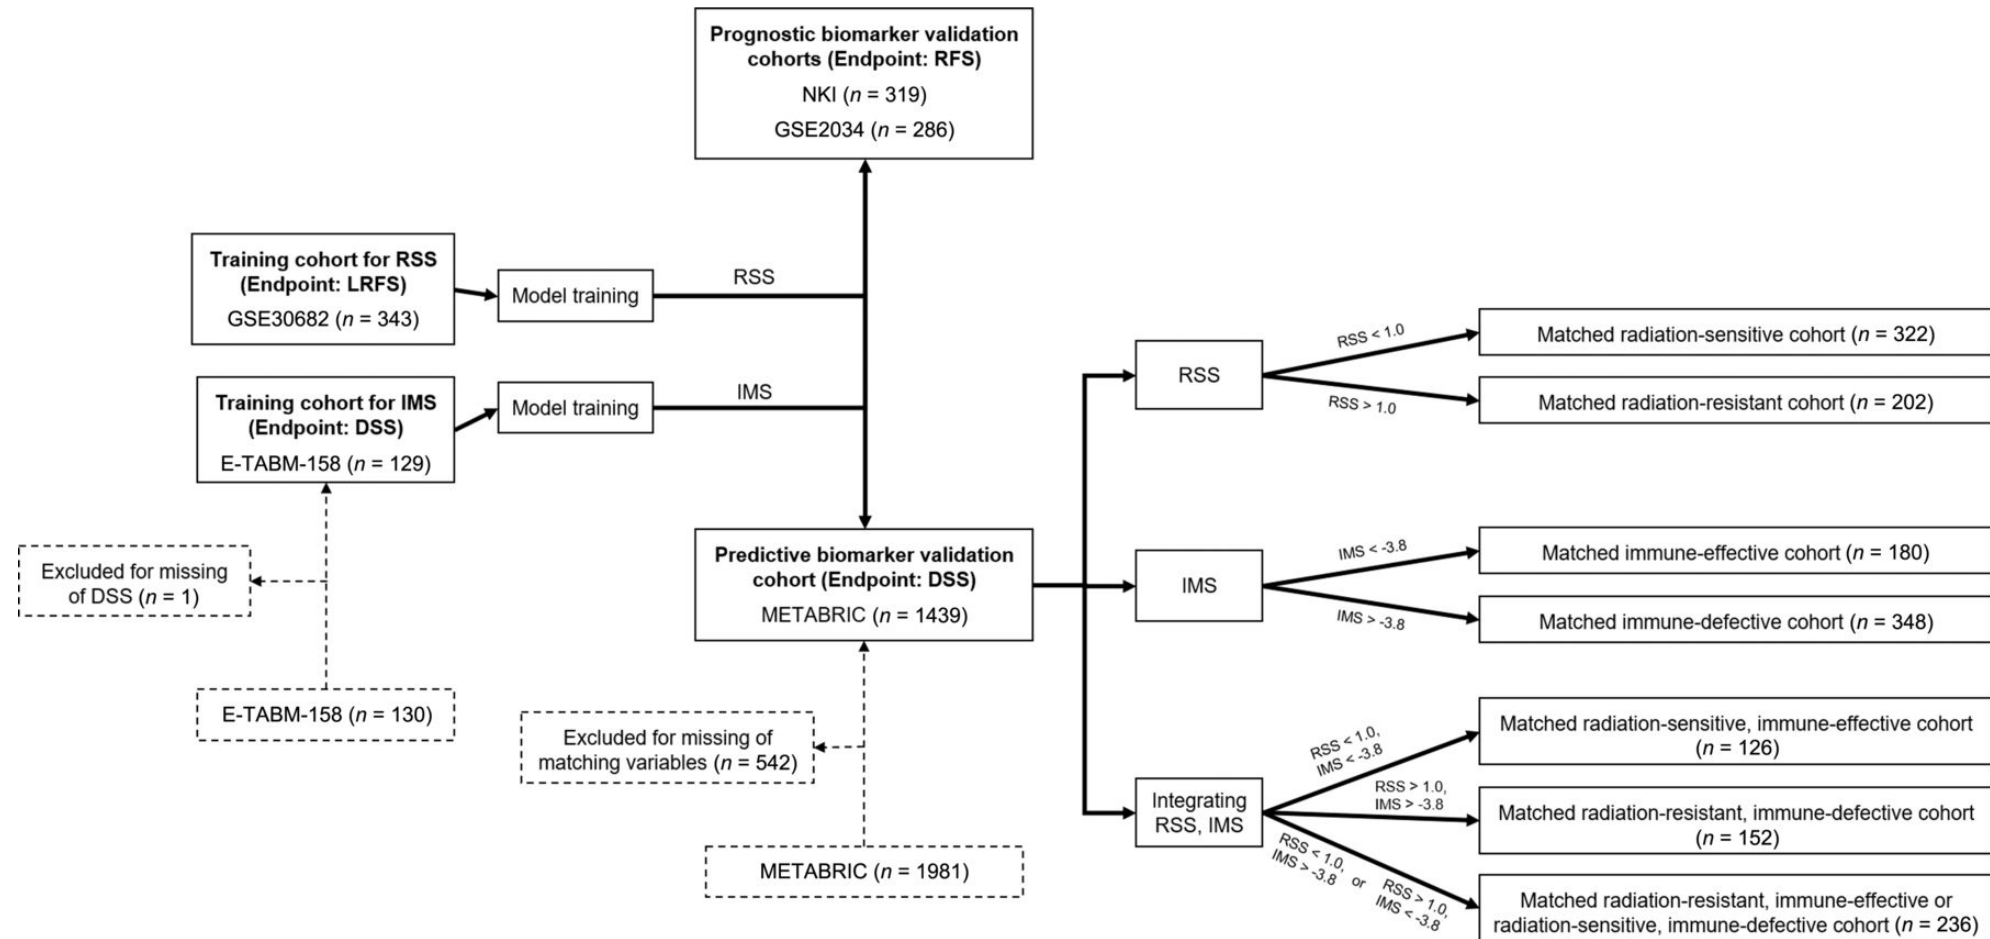 Prognostic biomarker validation
cohorts (Endpoint: RFS)
NKI (n = 319)
GSE2034 (n = 286)
Training cohort for RSS
(Endpoint: LRFS)
GSE30682 (n = 343)
Model training
RSS
Training cohort for IMS
(Endpoint: DSS)
E-TABM-158 (n = 129)
Model training
IMS
Excluded for missing
of DSS (n = 1)
E-TABM-158 (n = 130)
Predictive biomarker validation
cohort (Endpoint: DSS)
METABRIC (n = 1439)
Excluded for missing of
matching variables (n = 542)
METABRIC (n = 1981)
RSS
RSS < 1.0
Matched radiation-sensitive cohort (n = 322)
RSS > 1.0
Matched radiation-resistant cohort (n = 202)
IMS
IMS < -3.8
Matched immune-effective cohort (n = 180)
IMS > -3.8
Matched immune-defective cohort (n = 348)
Integrating
RSS, IMS
RSS < 1.0,
IMS < -3.8
Matched radiation-sensitive, immune-effective cohort
(n = 126)
RSS > 1.0,
IMS > -3.8
Matched radiation-resistant, immune-defective cohort
(n = 152)
RSS < 1.0,
IMS > -3.8
or
RSS > 1.0,
IMS < -3.8
Matched radiation-resistant, immune-effective or
radiation-sensitive, immune-defective cohort (n = 236)